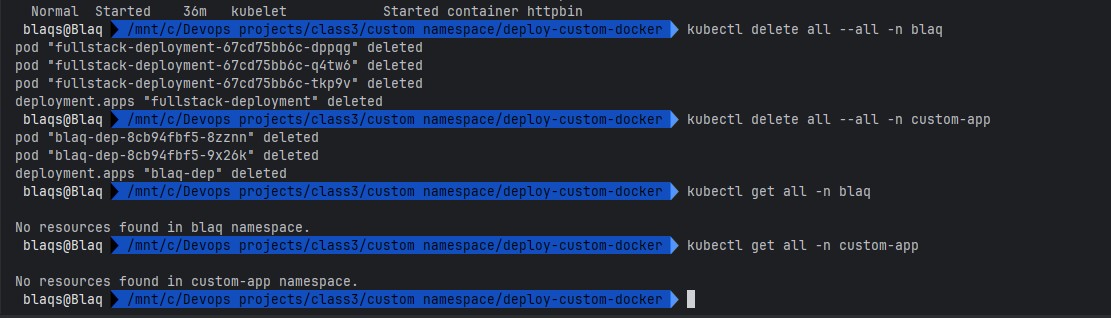 Normal  Started    36m   kubelet            Started container httpbin
blaqs@Blaq /mnt/c/Devops projects/class3/custom namespace/deploy-custom-docker kubectl delete all --all -n blaq
pod "fullstack-deployment-67cd75bb6c-dppqg" deleted
pod "fullstack-deployment-67cd75bb6c-q4tw6" deleted
pod "fullstack-deployment-67cd75bb6c-tkp9v" deleted
deployment.apps "fullstack-deployment" deleted
blaqs@Blaq /mnt/c/Devops projects/class3/custom namespace/deploy-custom-docker kubectl delete all --all -n custom-app
pod "blaq-dep-8cb94fbf5-8zznn" deleted
pod "blaq-dep-8cb94fbf5-9x26k" deleted
deployment.apps "blaq-dep" deleted
blaqs@Blaq /mnt/c/Devops projects/class3/custom namespace/deploy-custom-docker kubectl get all -n blaq
No resources found in blaq namespace.
blaqs@Blaq /mnt/c/Devops projects/class3/custom namespace/deploy-custom-docker kubectl get all -n custom-app
No resources found in custom-app namespace.
blaqs@Blaq /mnt/c/Devops projects/class3/custom namespace/deploy-custom-docker